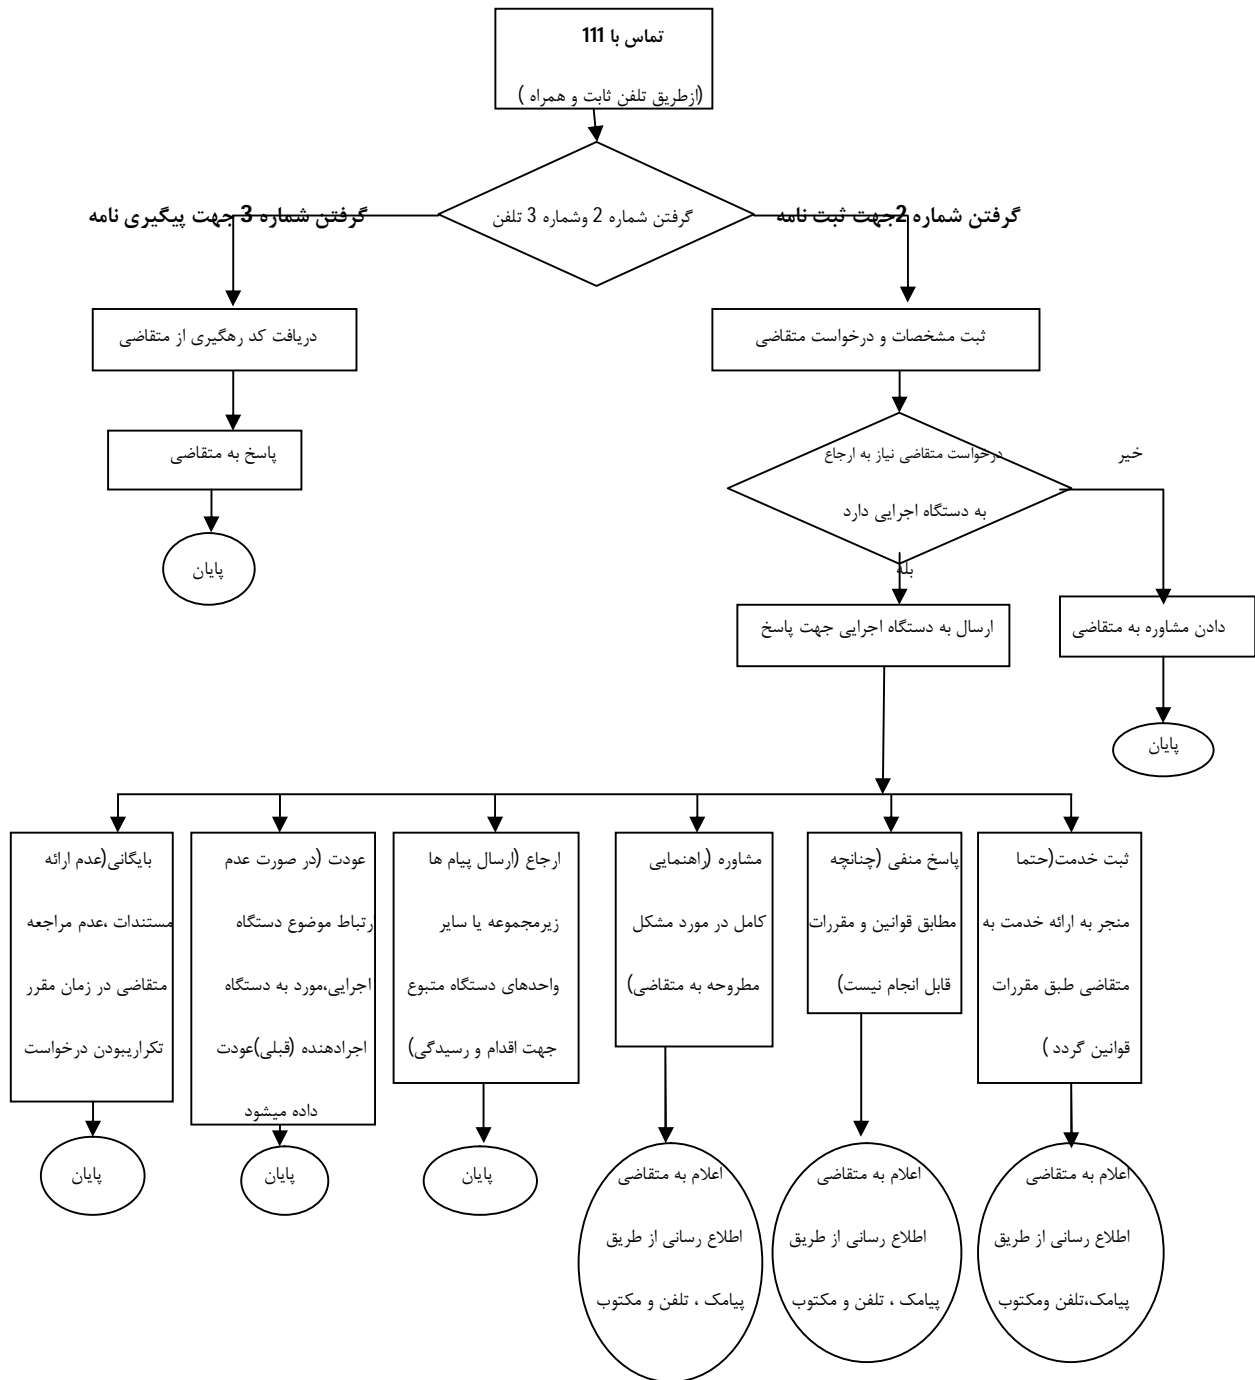 تماس با 111
(ازطریق تلفن ثابت و همراه )
گرفتن شماره 2 وشماره 3 تلفن
گرفتن شماره 2جهت ثبت نامه
گرفتن شماره 3 جهت پیگیری نامه
ثبت مشخصات و درخواست متقاضی
دریافت کد رهگیری از متقاضی
پاسخ به متقاضی
پایان
درخواست متقاضی نیاز به ارجاع
به دستگاه اجرایی دارد
خیر
بله
دادن مشاوره به متقاضی
پایان
ارسال به دستگاه اجرایی جهت پاسخ
ثبت خدمت(حتما
منجر به ارائه خدمت به
متقاضی طبق مقررات
قوانین گردد )
پاسخ منفی (چنانچه
مطابق قوانین و مقررات
قابل انجام نیست)
مشاوره (راهنمایی
کامل در مورد مشکل
مطروحه به متقاضی)
ارجاع (ارسال پیام ها
زیرمجموعه یا سایر
واحدهای دستگاه متبوع
جهت اقدام و رسیدگی)
عودت (در صورت عدم
ارتباط موضوع دستگاه
اجرایی،مورد به دستگاه
اجرادهنده (قبلی)عودت
داده میشود
بایگانی(عدم ارائه
مستندات ،عدم مراجعه
متقاضی در زمان مقرر
تکراریبودن درخواست
اعلام به متقاضی
اطلاع رسانی از طریق
پیامک،تلفن ومکتوب
اعلام به متقاضی
اطلاع رسانی از طریق
پیامک ، تلفن و مکتوب
اعلام به متقاضی
اطلاع رسانی از طریق
پیامک ، تلفن و مکتوب
پایان
پایان
پایان